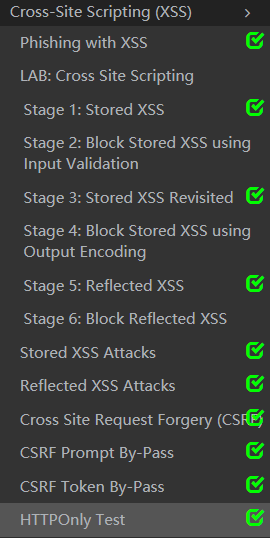 Cross-Site Scripting (XSS)
Phishing with XSS
LAB: Cross Site Scripting
Stage 1: Stored XSS
Stage 2: Block Stored XSS using
Input Validation
Stage 3: Stored XSS Revisited
Stage 4: Block Stored XSS using
Output Encoding
Stage 5: Reflected XSS
Stage 6: Block Reflected XSS
Stored XSS Attacks
Reflected XSS Attacks
Cross Site Request Forgery (CSRF)
CSRF Prompt By-Pass
CSRF Token By-Pass
HTTPOnly Test